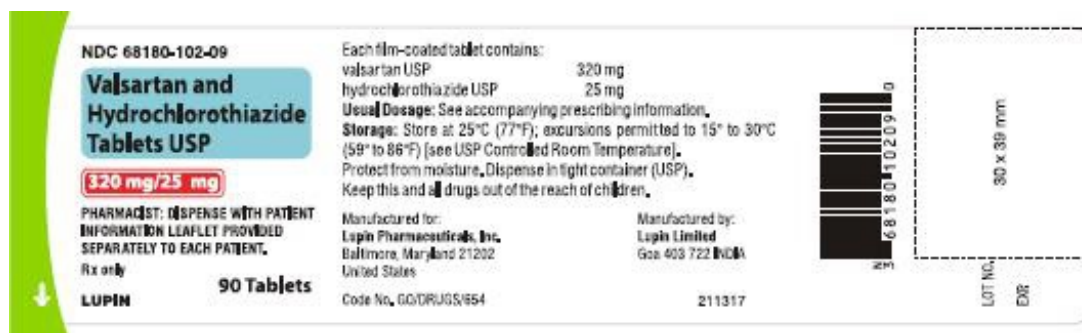 NDC 68180-102-09
Valsartan and
Hydrochlorothiazide
Tablets USP
320 mg/25 mg
PHARMACIST: DISPENSE WITH PATIENT
INFORMATION LEAFLET PROVIDED
SEPARATELY TO EACH PATIENT.
Rx only
90 Tablets
LUPIN
Each film-coated tablet contains:
valsartan USP 320 mg
hydrochlorothiazide USP 25 mg
Usual Dosage: See accompanying prescribing information.
Storage: Store at 25°C (77°F); excursions permitted to 15° to 30°C
(59° to 86°F) [see USP Controlled Room Temperature].
Protect from moisture. Dispense in tight container (USP).
Keep this and all drugs out of the reach of children.
Manufactured for:
Lupin Pharmaceuticals, Inc.
Baltimore, Maryland 21202
United States
Manufactured by:
Lupin Limited
Goa 403 722 INDIA
Code No. GO/DRUGS/654 211317
N3 68180 10209 0
30 x 39 mm
LOT NO.
EXP.